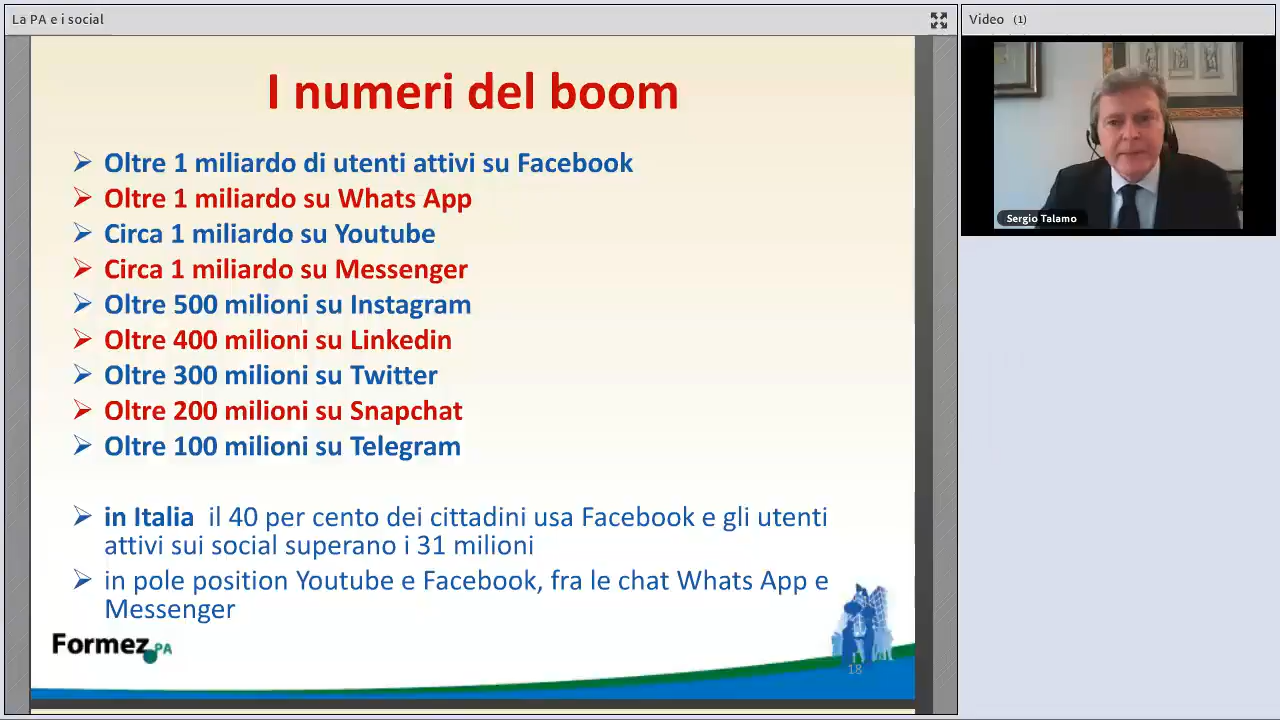 La PA e i social
Video (1)
I numeri del boom
Oltre 1 miliardo di utenti attivi su Facebook
Oltre 1 miliardo su Whats App
Circa 1 miliardo su Youtube
Circa 1 miliardo su Messenger
Oltre 500 milioni su Instagram
Oltre 400 milioni su Linkedin
Oltre 300 milioni su Twitter
Oltre 200 milioni su Snapchat
Oltre 100 milioni su Telegram
in Italia il 40 per cento dei cittadini usa Facebook e gli utenti
attivi sui social superano i 31 milioni
in pole position Youtube e Facebook, fra le chat Whats App e
Messenger
Formez PA
18
Sergio Talamo